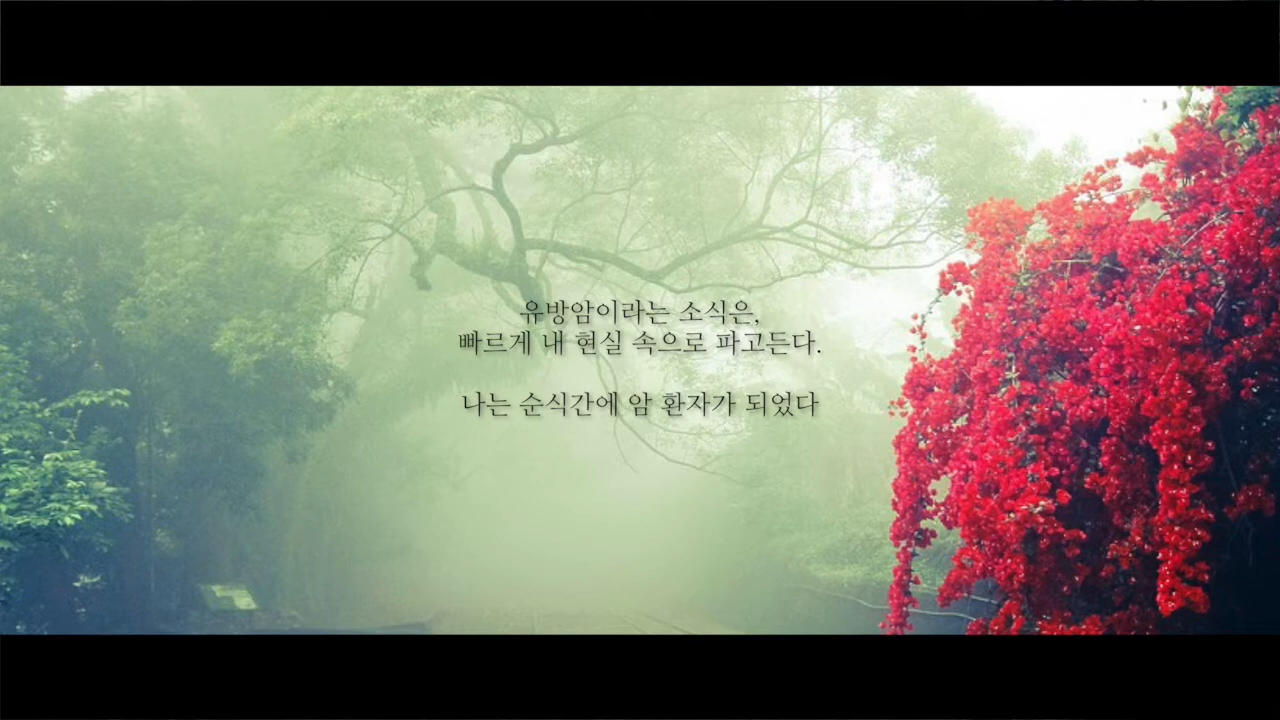 유방암이라는 소식은,
빠르게 내 현실 속으로 파고든다.
나는 순식간에 암 환자가 되었다